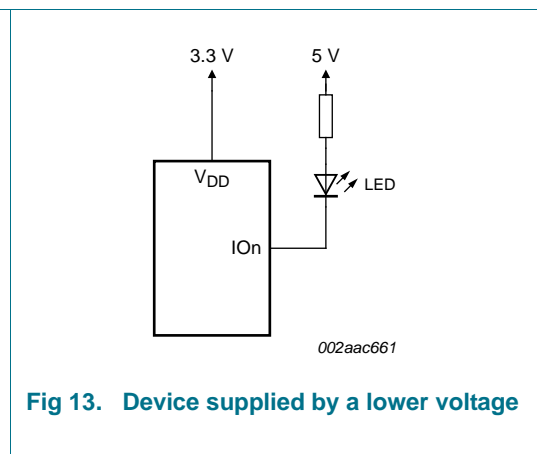 3.3 V
5 V
VDD
LED
IOn
002aac661
Fig 13. Device supplied by a lower voltage